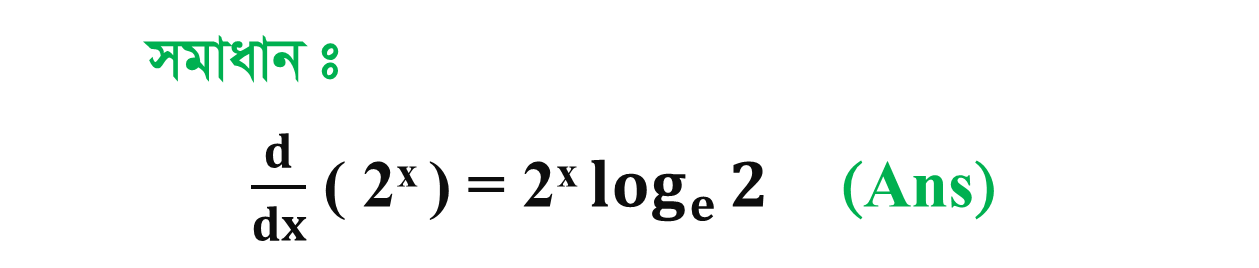 সমাধান ঃ
d/dx ( 2ˣ ) = 2ˣ logₑ 2 (Ans)